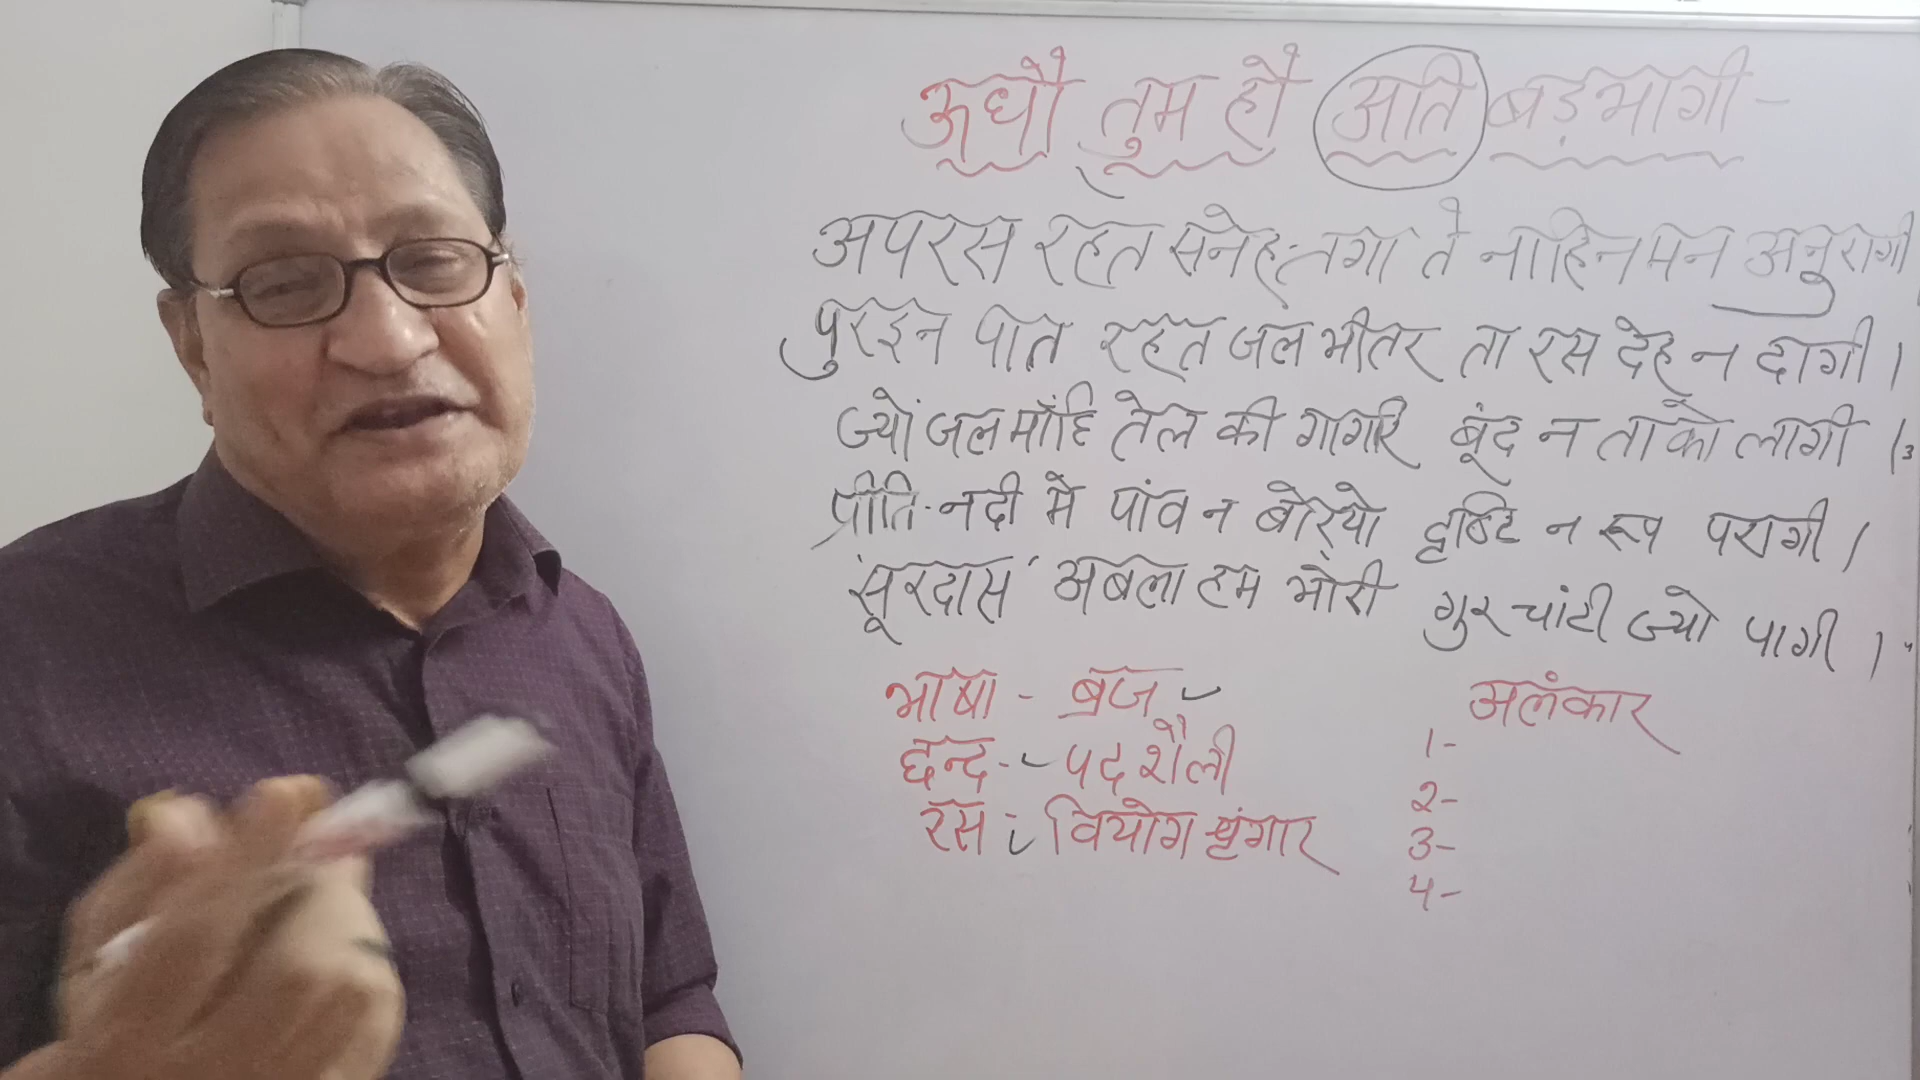 ऊधौ तुम हौ अति बड़भागी -
अपरस रहत सनेह-तगा ते नाहिन मन अनुरागी
पुरइन पात रहत जल भीतर ता रस देह न दागी।
ज्यों जल माँहि तेल की गागरि बूंद न ताको लागी।
प्रीति-नदी मे पांव न बोर्‌यो दृष्टि न रूप परागी।
'सूरदास' अबला हम भोरी गुर चांटी ज्यो पागी।
भाषा - ब्रज
छन्द - पद शैली
रस :- वियोग श्रृंगार
अलंकार
1-
2-
3-
4-